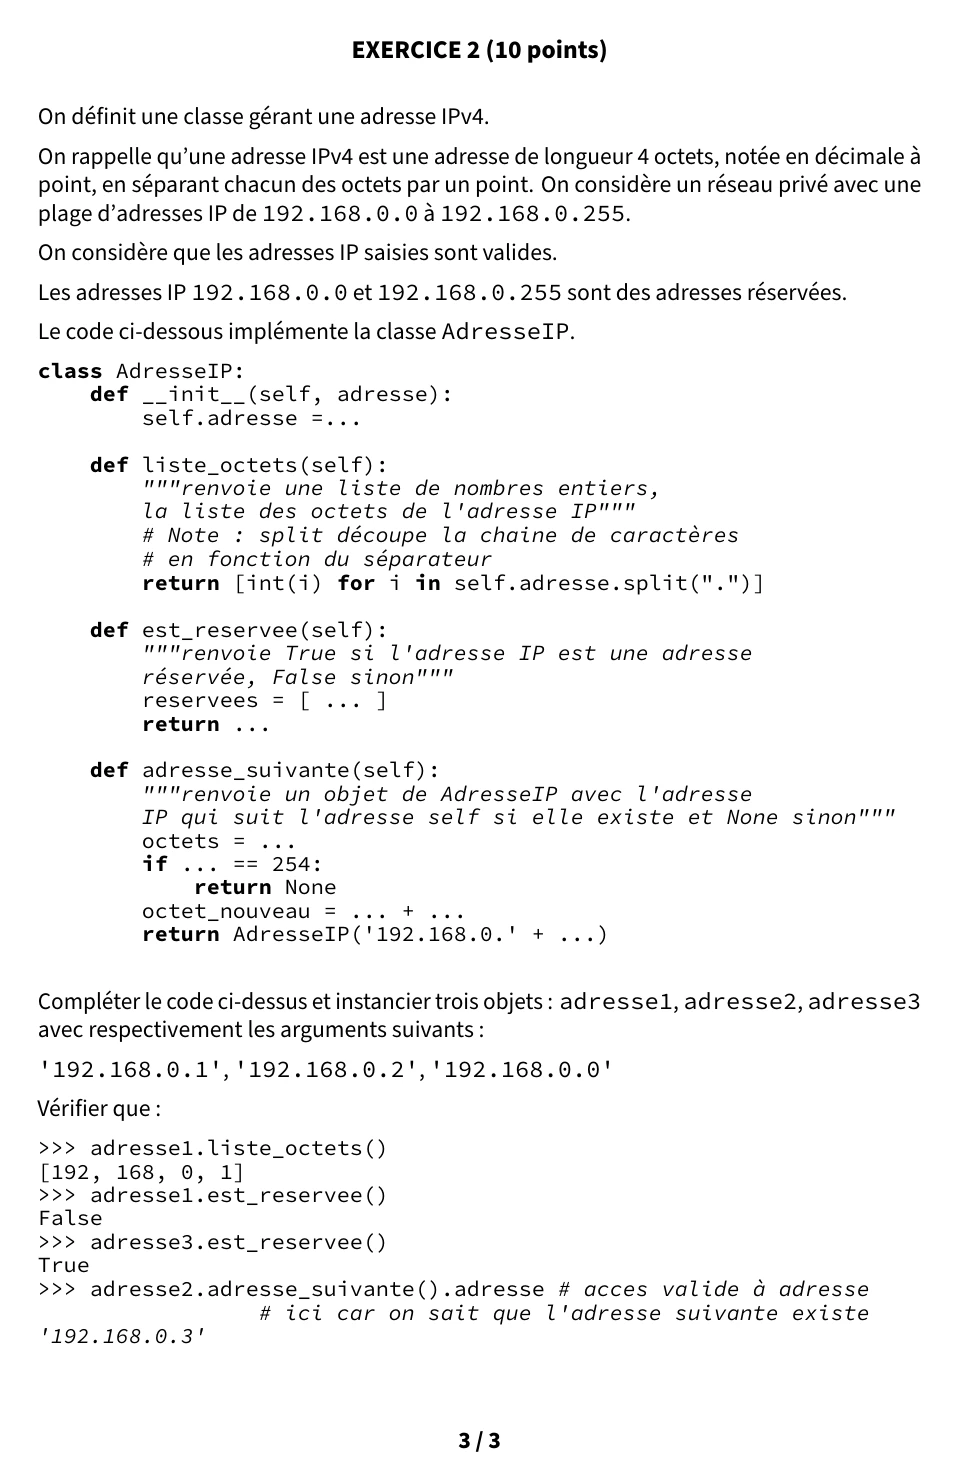 EXERCICE 2 (10 points)
On définit une classe gérant une adresse IPv4.
On rappelle qu’une adresse IPv4 est une adresse de longueur 4 octets, notée en décimale à
point, en séparant chacun des octets par un point. On considère un réseau privé avec une
plage d’adresses IP de 192.168.0.0 à 192.168.0.255.
On considère que les adresses IP saisies sont valides.
Les adresses IP 192.168.0.0 et 192.168.0.255 sont des adresses réservées.
Le code ci-dessous implémente la classe AdresseIP.
class AdresseIP:
    def __init__(self, adresse):
        self.adresse =...
    def liste_octets(self):
        """renvoie une liste de nombres entiers,
        la liste des octets de l'adresse IP"""
        # Note : split découpe la chaine de caractères
        # en fonction du séparateur
        return [int(i) for i in self.adresse.split(".")]
    def est_reservee(self):
        """renvoie True si l'adresse IP est une adresse
        réservée, False sinon"""
        reservees = [ ... ]
        return ...
    def adresse_suivante(self):
        """renvoie un objet de AdresseIP avec l'adresse
        IP qui suit l'adresse self si elle existe et None sinon"""
        octets = ...
        if ... == 254:
            return None
        octet_nouveau = ... + ...
        return AdresseIP('192.168.0.' + ...)
Compléter le code ci-dessus et instancier trois objets : adresse1, adresse2, adresse3
avec respectivement les arguments suivants :
'192.168.0.1', '192.168.0.2', '192.168.0.0'
Vérifier que :
>>> adresse1.liste_octets()
[192, 168, 0, 1]
>>> adresse1.est_reservee()
False
>>> adresse3.est_reservee()
True
>>> adresse2.adresse_suivante().adresse # acces valide à adresse
                 # ici car on sait que l'adresse suivante existe
'192.168.0.3'
3 / 3